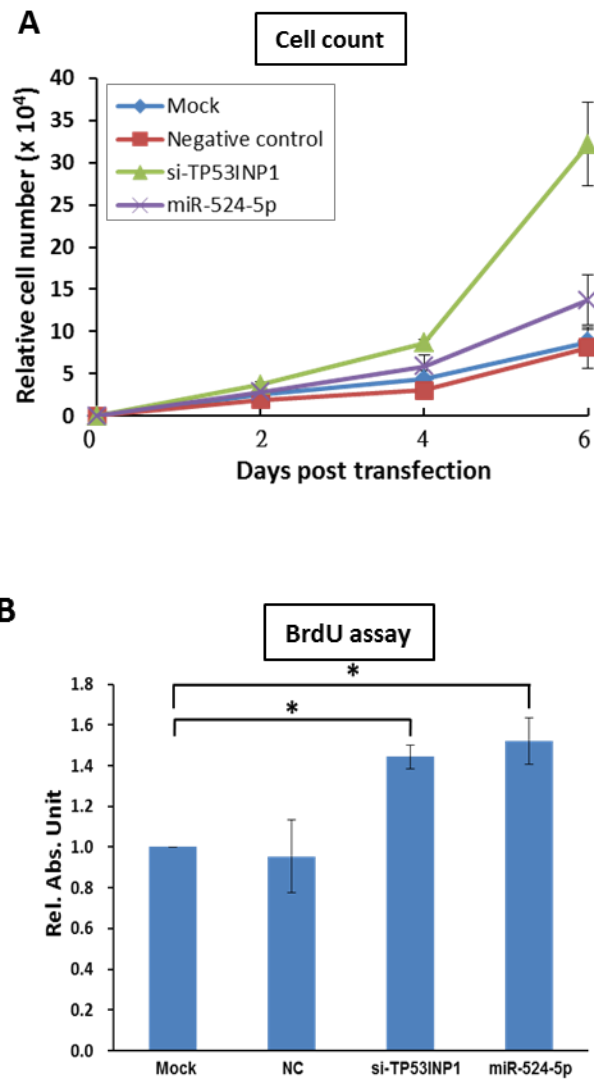 A
Cell count
Relative cell number (x 10⁴)
40
35
30
25
20
15
10
5
0
Mock
Negative control
si-TP53INP1
miR-524-5p
0 2 4 6
Days post transfection
B
BrdU assay
Rel. Abs. Unit
1.8
1.6
1.4
1.2
1.0
0.8
0.6
0.4
0.2
0.0
*
*
Mock NC si-TP53INP1 miR-524-5p